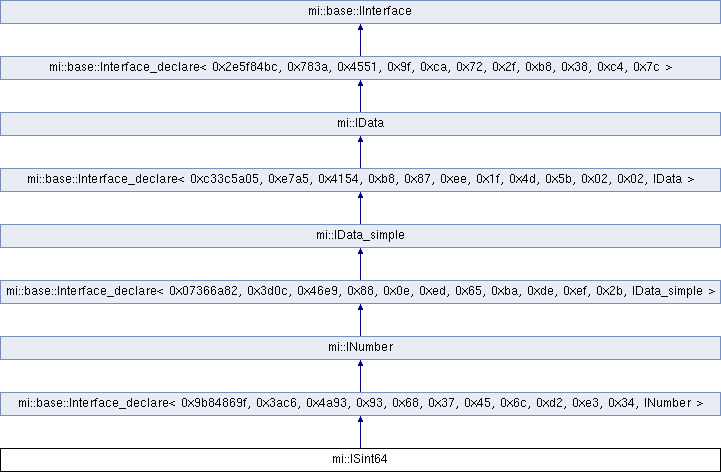 mi::base::IInterface
mi::base::Interface_declare< 0x2e5f84bc, 0x783a, 0x4551, 0x9f, 0xca, 0x72, 0x2f, 0xb8, 0x38, 0xc4, 0x7c >
mi::IData
mi::base::Interface_declare< 0xc33c5a05, 0xe7a5, 0x4154, 0xb8, 0x87, 0xee, 0x1f, 0x4d, 0x5b, 0x02, 0x02, IData >
mi::IData_simple
mi::base::Interface_declare< 0x07366a82, 0x3d0c, 0x46e9, 0x88, 0x0e, 0xed, 0x65, 0xba, 0xde, 0xef, 0x2b, IData_simple >
mi::INumber
mi::base::Interface_declare< 0x9b84869f, 0x3ac6, 0x4a93, 0x93, 0x68, 0x37, 0x45, 0x6c, 0xd2, 0xe3, 0x34, INumber >
mi::ISint64